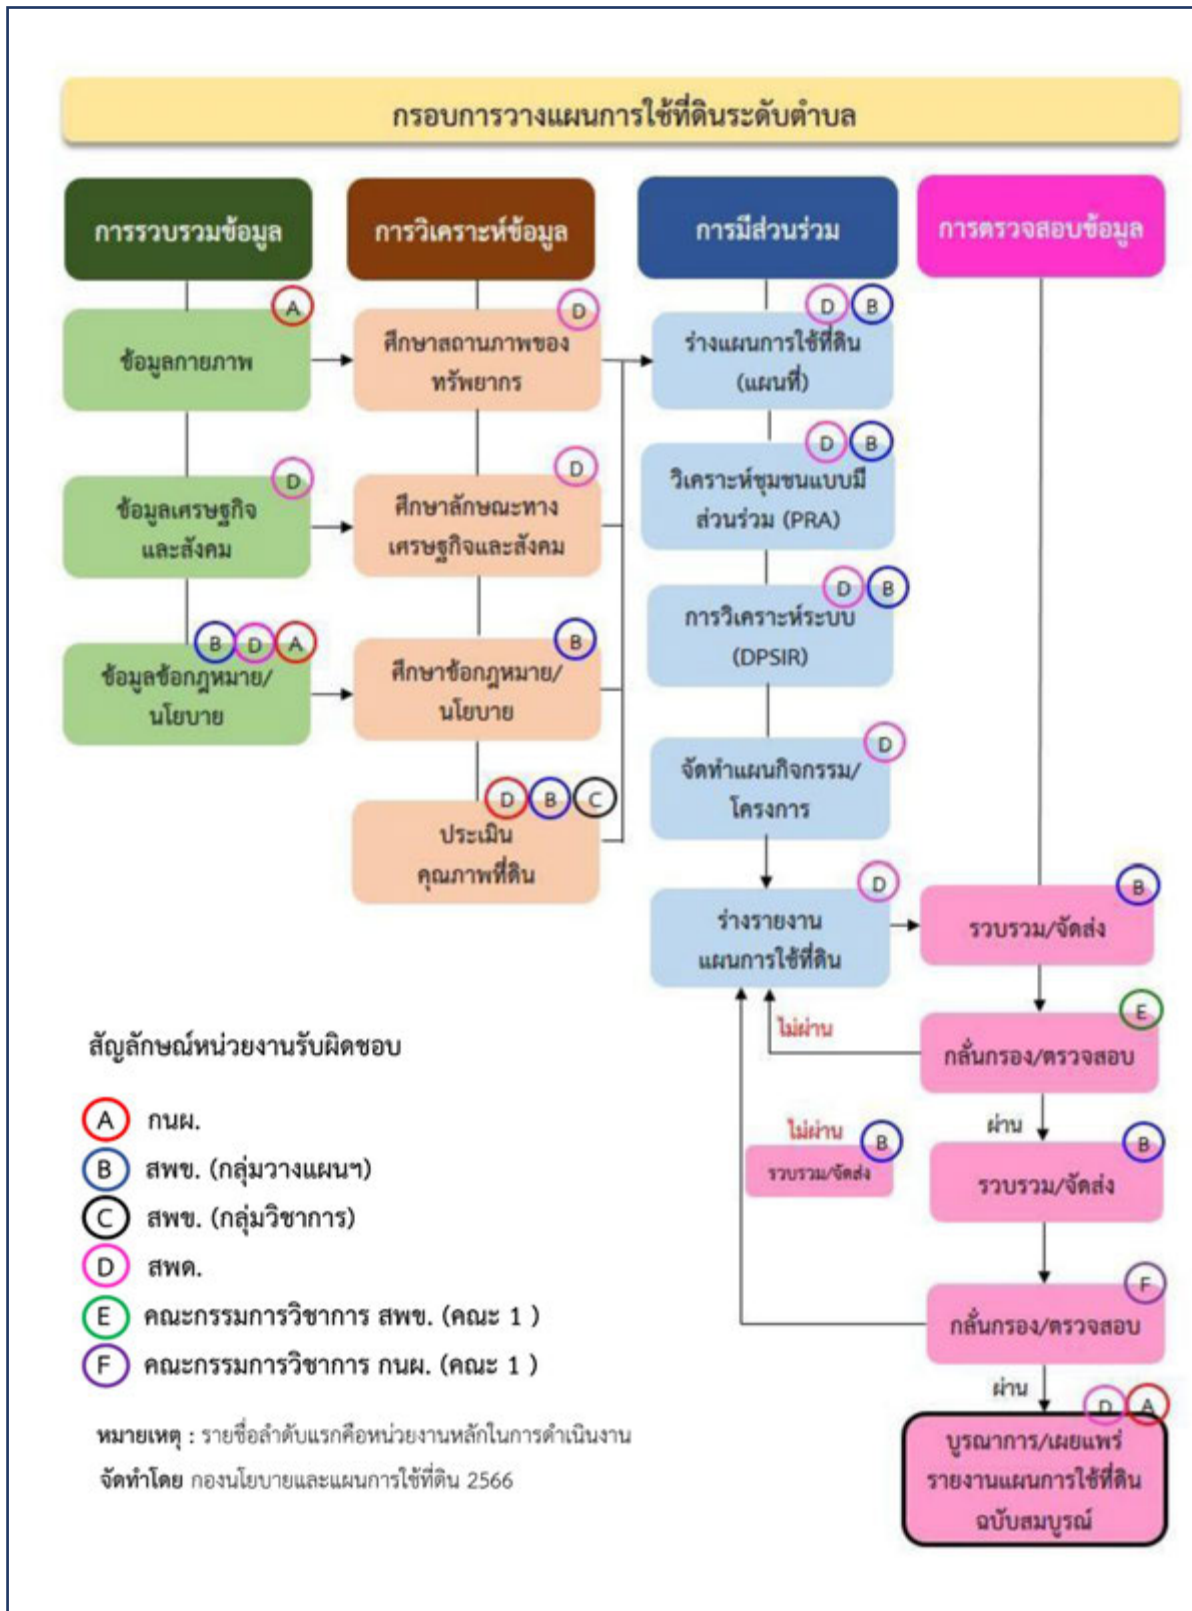 กรอบการวางแผนการใช้ที่ดินระดับตำบล
การรวบรวมข้อมูล
การวิเคราะห์ข้อมูล
การมีส่วนร่วม
การตรวจสอบข้อมูล
A
ข้อมูลกายภาพ
D
ข้อมูลเศรษฐกิจ
และสังคม
B D A
ข้อมูลข้อกฎหมาย/
นโยบาย
D
ศึกษาสถานภาพของ
ทรัพยากร
D
ศึกษาลักษณะทาง
เศรษฐกิจและสังคม
B
ศึกษาข้อกฎหมาย/
นโยบาย
D B C
ประเมิน
คุณภาพที่ดิน
D B
ร่างแผนการใช้ที่ดิน
(แผนที่)
D B
วิเคราะห์ชุมชนแบบมี
ส่วนร่วม (PRA)
D B
การวิเคราะห์ระบบ
(DPSIR)
D
จัดทำแผนกิจกรรม/
โครงการ
D
ร่างรายงาน
แผนการใช้ที่ดิน
B
รวบรวม/จัดส่ง
E
กลั่นกรอง/ตรวจสอบ
ไม่ผ่าน
ผ่าน
B
รวบรวม/จัดส่ง
ไม่ผ่าน
B
รวบรวม/จัดส่ง
F
กลั่นกรอง/ตรวจสอบ
ผ่าน
D A
บูรณาการ/เผยแพร่
รายงานแผนการใช้ที่ดิน
ฉบับสมบูรณ์
สัญลักษณ์หน่วยงานรับผิดชอบ
A กนผ.
B สพข. (กลุ่มวางแผนฯ)
C สพข. (กลุ่มวิชาการ)
D สพด.
E คณะกรรมการวิชาการ สพข. (คณะ 1 )
F คณะกรรมการวิชาการ กนผ. (คณะ 1 )
หมายเหตุ : รายชื่อลำดับแรกคือหน่วยงานหลักในการดำเนินงาน
จัดทำโดย กองนโยบายและแผนการใช้ที่ดิน 2566